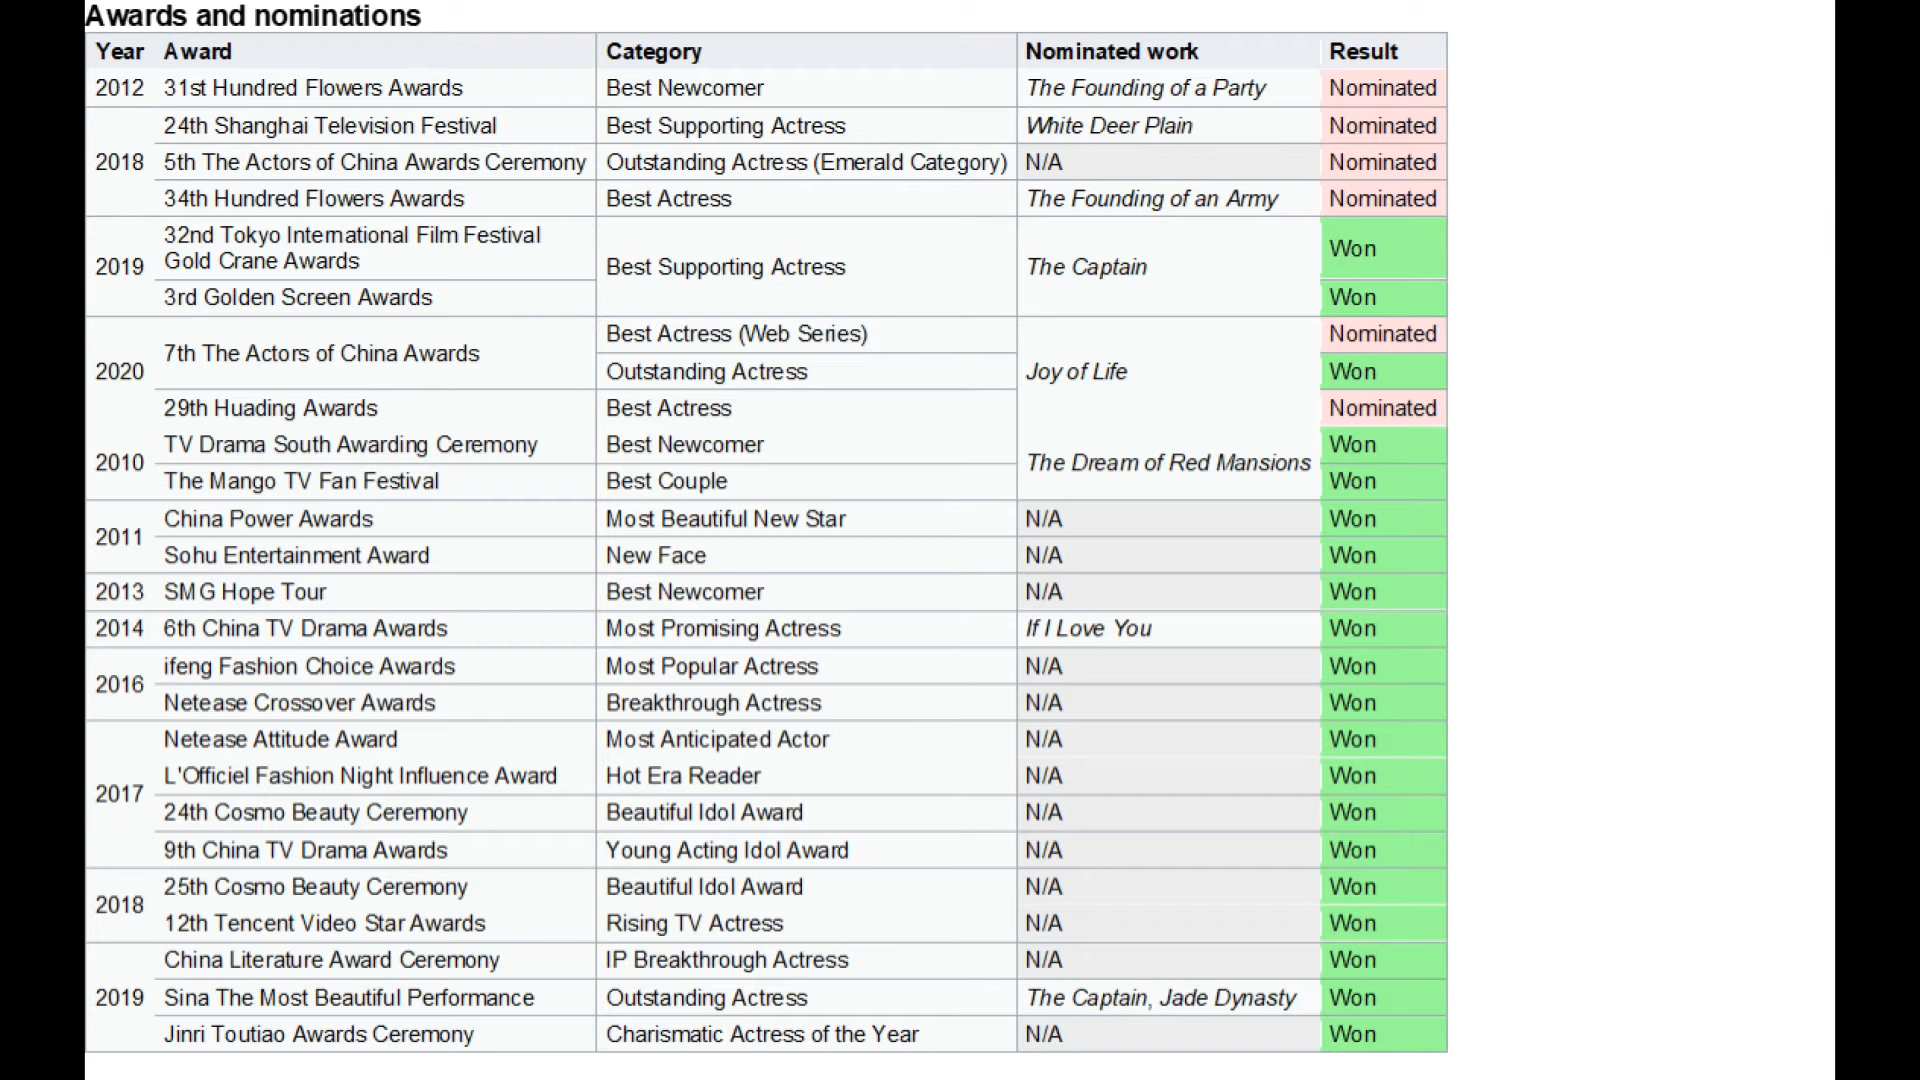 Awards and nominations
Year Award Category Nominated work Result
2012 31st Hundred Flowers Awards Best Newcomer The Founding of a Party Nominated
2018 24th Shanghai Television Festival Best Supporting Actress White Deer Plain Nominated
5th The Actors of China Awards Ceremony Outstanding Actress (Emerald Category) N/A Nominated
34th Hundred Flowers Awards Best Actress The Founding of an Army Nominated
2019 32nd Tokyo International Film Festival
Gold Crane Awards Best Supporting Actress The Captain Won
3rd Golden Screen Awards Won
2020 7th The Actors of China Awards Best Actress (Web Series) Joy of Life Nominated
Outstanding Actress Won
29th Huading Awards Best Actress Nominated
2010 TV Drama South Awarding Ceremony Best Newcomer The Dream of Red Mansions Won
The Mango TV Fan Festival Best Couple Won
2011 China Power Awards Most Beautiful New Star N/A Won
Sohu Entertainment Award New Face N/A Won
2013 SMG Hope Tour Best Newcomer N/A Won
2014 6th China TV Drama Awards Most Promising Actress If I Love You Won
2016 ifeng Fashion Choice Awards Most Popular Actress N/A Won
Netease Crossover Awards Breakthrough Actress N/A Won
2017 Netease Attitude Award Most Anticipated Actor N/A Won
L'Officiel Fashion Night Influence Award Hot Era Reader N/A Won
24th Cosmo Beauty Ceremony Beautiful Idol Award N/A Won
9th China TV Drama Awards Young Acting Idol Award N/A Won
2018 25th Cosmo Beauty Ceremony Beautiful Idol Award N/A Won
12th Tencent Video Star Awards Rising TV Actress N/A Won
2019 China Literature Award Ceremony IP Breakthrough Actress N/A Won
Sina The Most Beautiful Performance Outstanding Actress The Captain, Jade Dynasty Won
Jinri Toutiao Awards Ceremony Charismatic Actress of the Year N/A Won